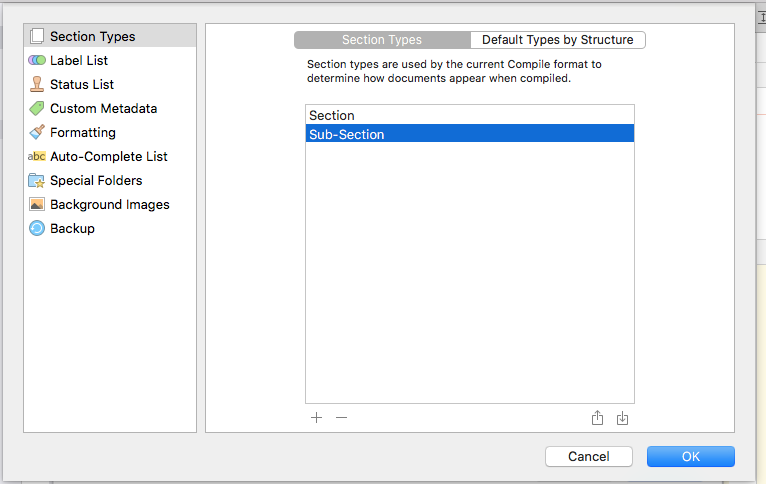 Section Types
Label List
Status List
Custom Metadata
Formatting
abc Auto-Complete List
Special Folders
Background Images
Backup
Section Types Default Types by Structure
Section types are used by the current Compile format to
determine how documents appear when compiled.
Section
Sub-Section
Cancel OK